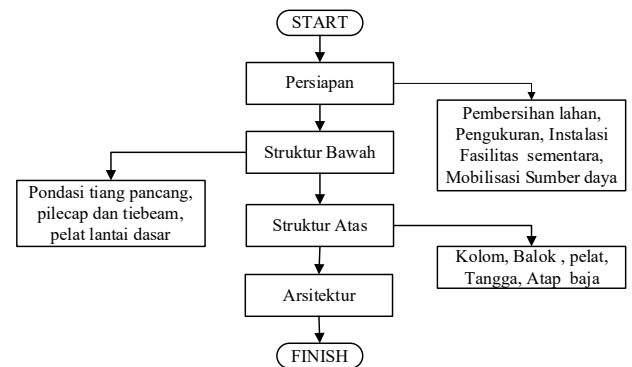 START
Persiapan
Pembersihan lahan,
Pengukuran, Instalasi
Fasilitas sementara,
Mobilisasi Sumber daya
Struktur Bawah
Pondasi tiang pancang,
pilecap dan tiebeam,
pelat lantai dasar
Struktur Atas
Kolom, Balok , pelat,
Tangga, Atap baja
Arsitektur
FINISH